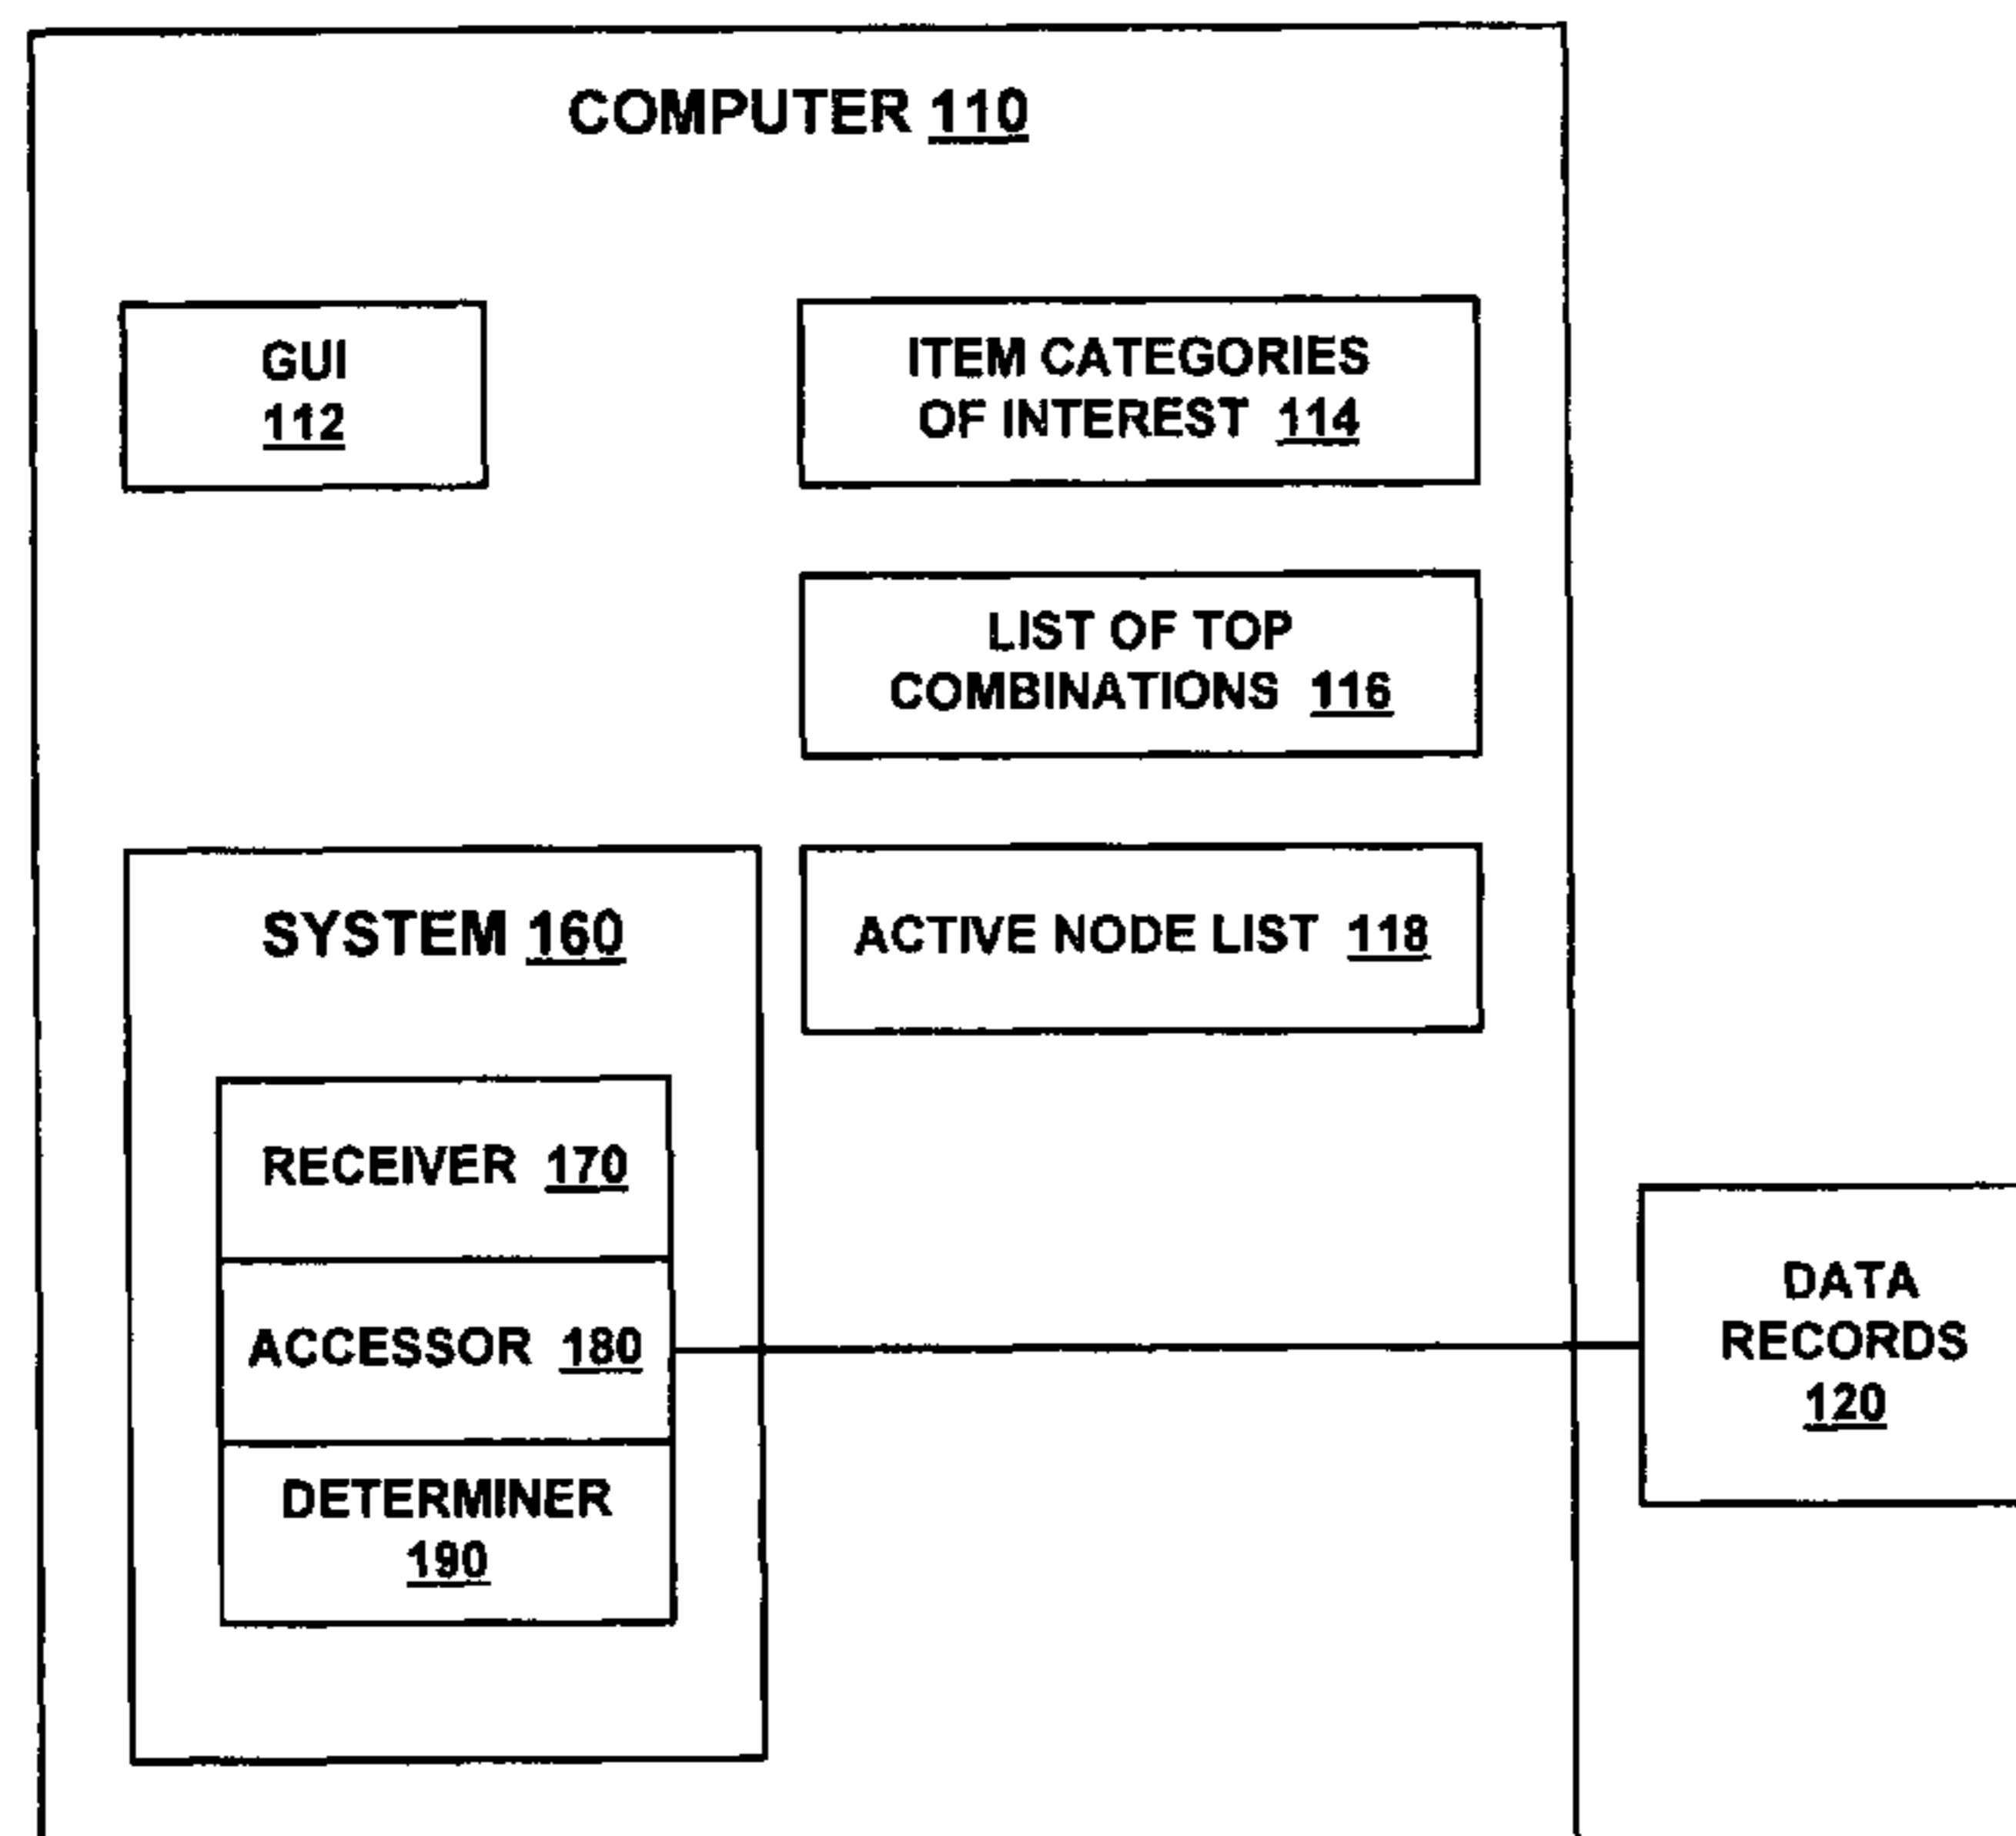 COMPUTER 110
GUI
112
ITEM CATEGORIES
OF INTEREST 114
LIST OF TOP
COMBINATIONS 116
SYSTEM 160
ACTIVE NODE LIST 118
RECEIVER 170
ACCESSOR 180
DETERMINER
190
DATA
RECORDS
120